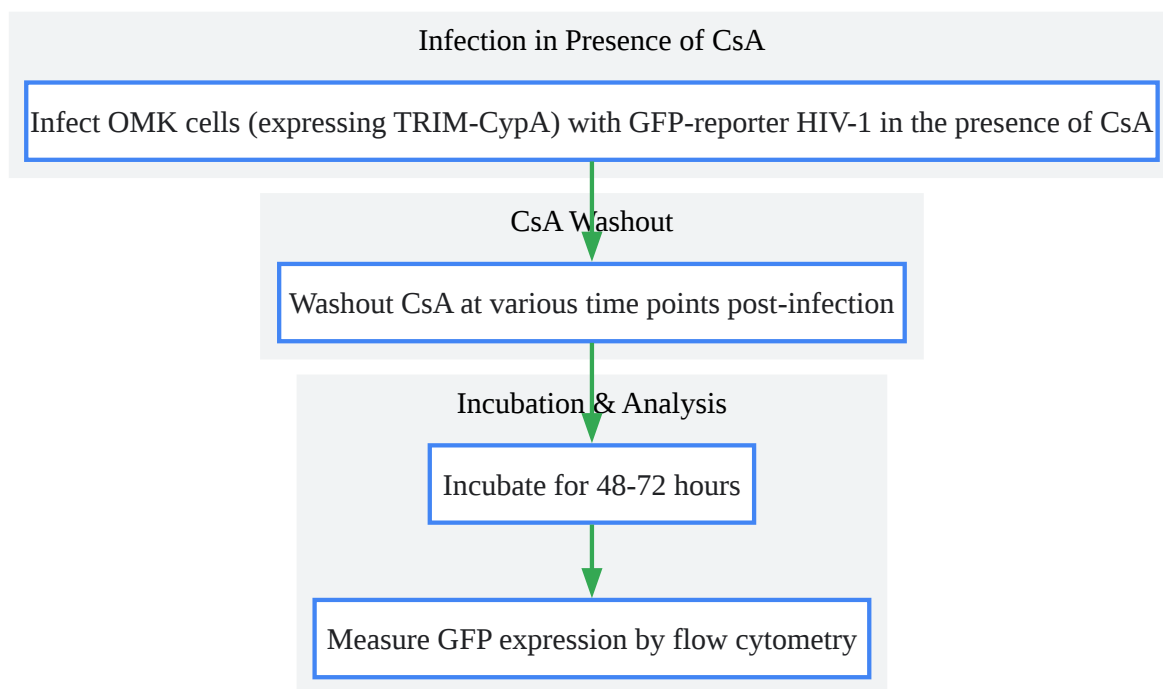 Infection in Presence of CsA
Infect OMK cells (expressing TRIM-CypA) with GFP-reporter HIV-1 in the presence of CsA
CsA Washout
Washout CsA at various time points post-infection
Incubation & Analysis
Incubate for 48-72 hours
Measure GFP expression by flow cytometry